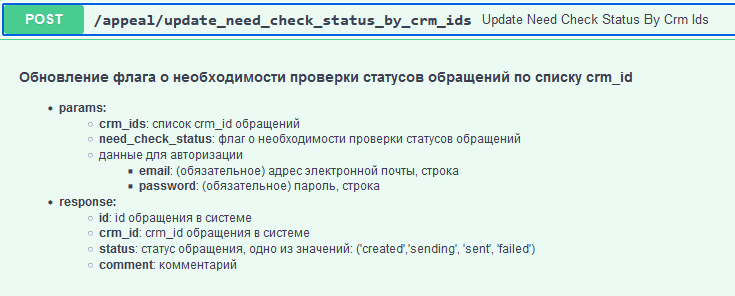 POST /appeal/update_need_check_status_by_crm_ids Update Need Check Status By Crm Ids
Обновление флага о необходимости проверки статусов обращений по списку crm_id
params:
crm_ids: список crm_id обращений
need_check_status: флаг о необходимости проверки статусов обращений
данные для авторизации
email: (обязательное) адрес электронной почты, строка
password: (обязательное) пароль, строка
response:
id: id обращения в системе
crm_id: crm_id обращения в системе
status: статус обращения, одно из значений: ('created','sending', 'sent', 'failed')
comment: комментарий